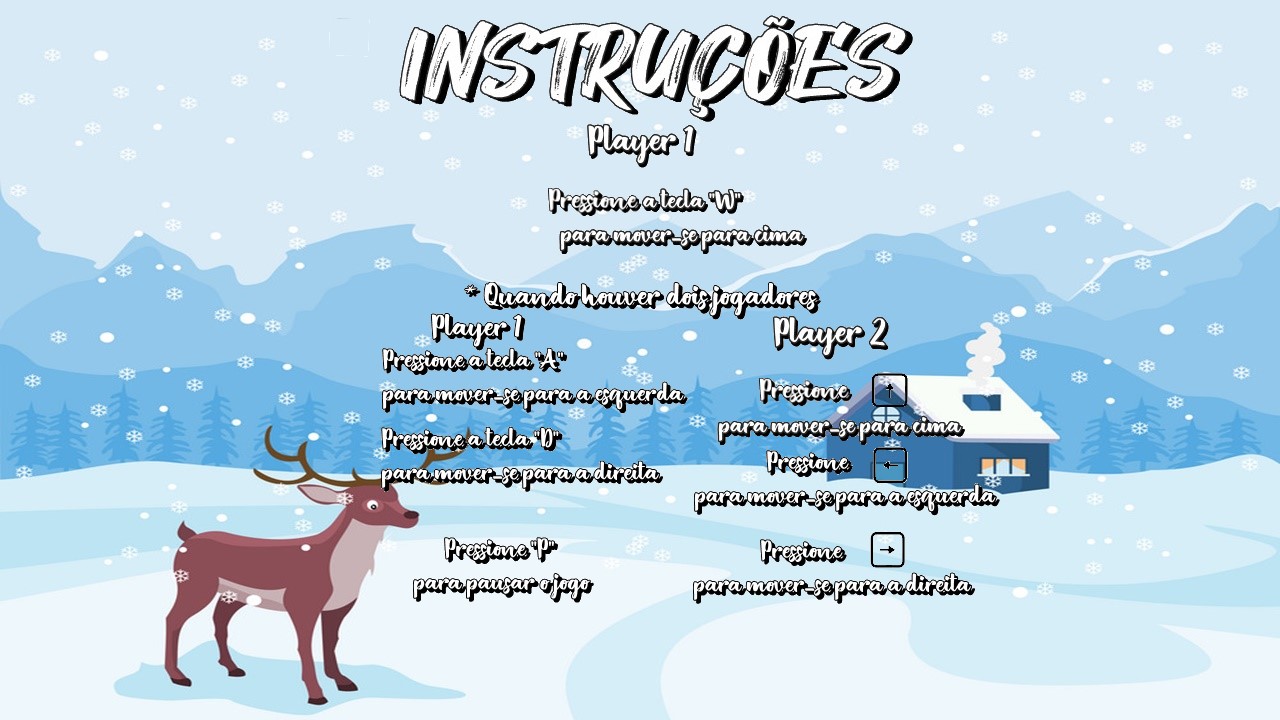 INSTRUÇÕES
Player 1
Pressione a tecla "W"
para mover-se para cima
* Quando houver dois jogadores
Player 1
Pressione a tecla "A"
para mover-se para a esquerda
Pressione a tecla "D"
para mover-se para a direita
Pressione "P"
para pausar o jogo
Player 2
Pressione ↑
para mover-se para cima
Pressione ←
para mover-se para a esquerda
Pressione →
para mover-se para a direita